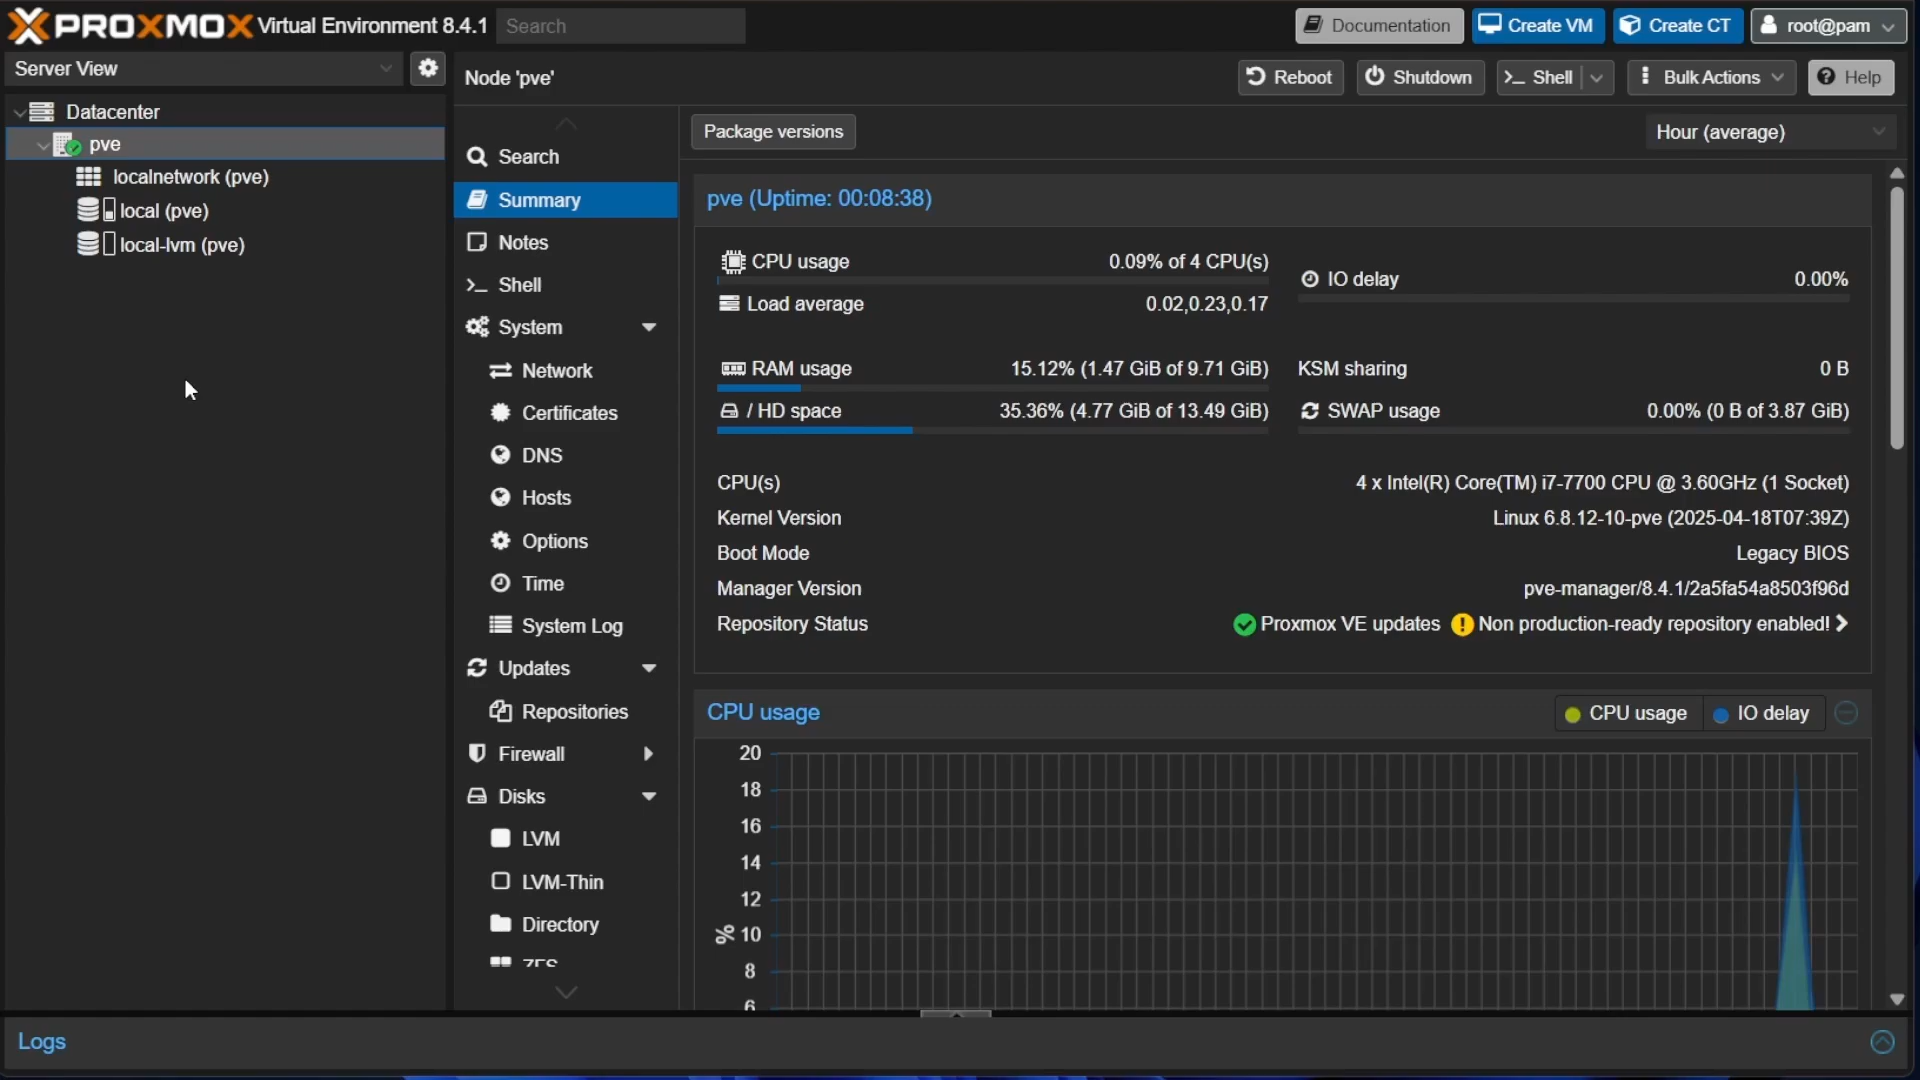 PROXMOX Virtual Environment 8.4.1
Search
Documentation
Create VM
Create CT
root@pam
Server View
Node 'pve'
Reboot
Shutdown
>_ Shell
Bulk Actions
Help
Datacenter
pve
localnetwork (pve)
local (pve)
local-lvm (pve)
Search
Summary
Notes
>_ Shell
System
Network
Certificates
DNS
Hosts
Options
Time
System Log
Updates
Repositories
Firewall
Disks
LVM
LVM-Thin
Directory
ZFS
Package versions
Hour (average)
pve (Uptime: 00:08:38)
CPU usage 0.09% of 4 CPU(s)
IO delay 0.00%
Load average 0.02,0.23,0.17
RAM usage 15.12% (1.47 GiB of 9.71 GiB)
KSM sharing 0 B
/ HD space 35.36% (4.77 GiB of 13.49 GiB)
SWAP usage 0.00% (0 B of 3.87 GiB)
CPU(s) 4 x Intel(R) Core(TM) i7-7700 CPU @ 3.60GHz (1 Socket)
Kernel Version Linux 6.8.12-10-pve (2025-04-18T07:39Z)
Boot Mode Legacy BIOS
Manager Version pve-manager/8.4.1/2a5fa54a8503f96d
Repository Status Proxmox VE updates Non production-ready repository enabled!
CPU usage
CPU usage
IO delay
20
18
16
14
12
% 10
8
6
Logs